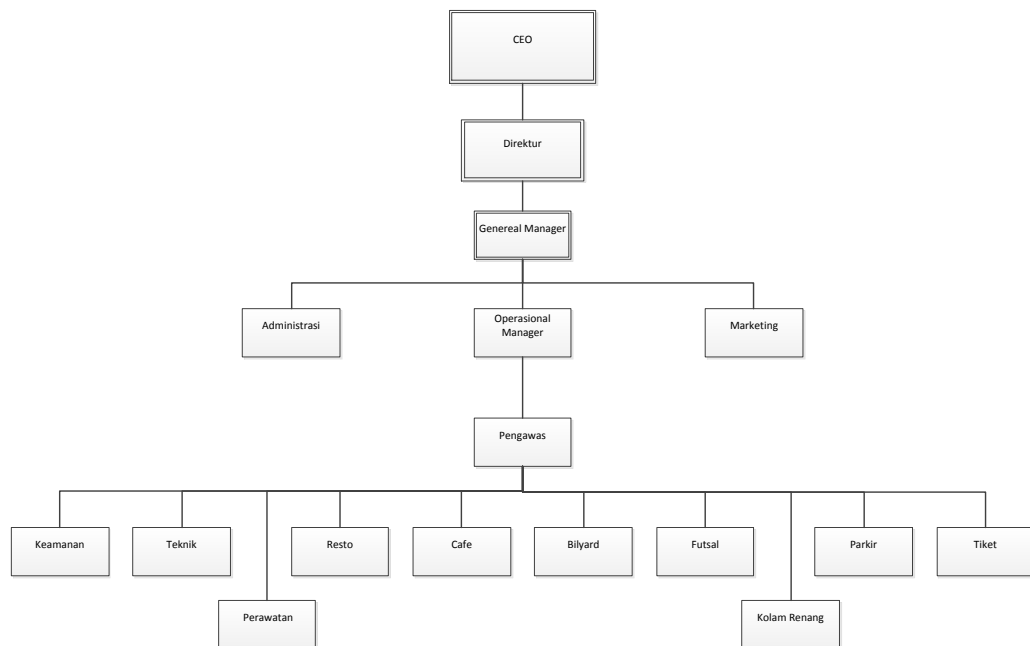 CEO
Direktur
Genereal Manager
Administrasi
Operasional
Manager
Marketing
Pengawas
Keamanan
Teknik
Resto
Cafe
Bilyard
Futsal
Parkir
Tiket
Perawatan
Kolam Renang